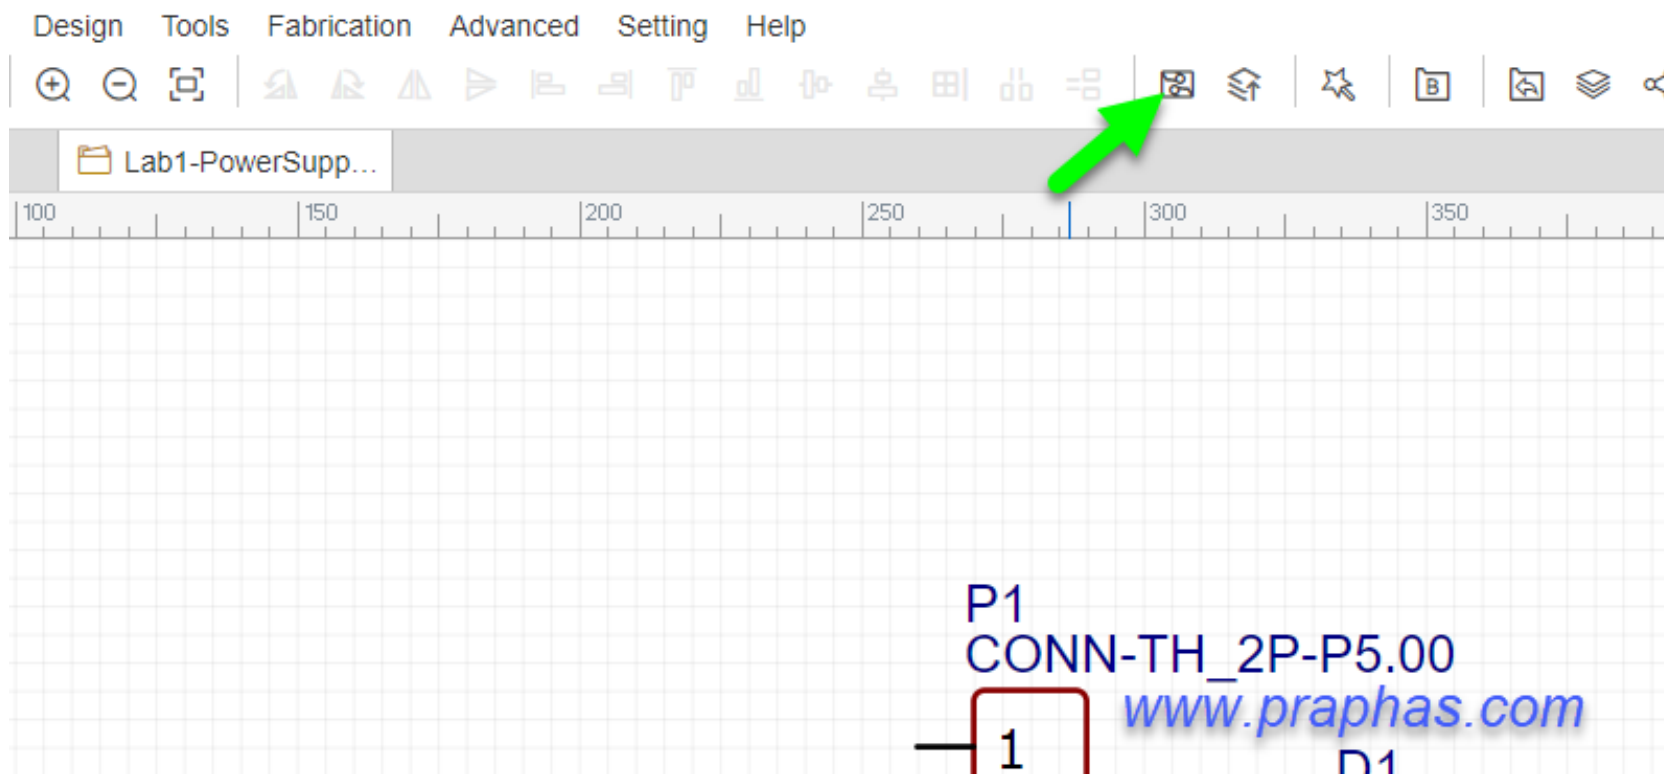 Design Tools Fabrication Advanced Setting Help
B
Lab1-PowerSupp...
100 150 200 250 300 350
P1
CONN-TH_2P-P5.00
www.praphas.com
1
D1